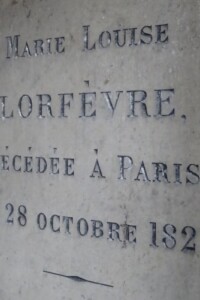 MARIE LOUISE
LORFÈVRE,
ÉCÉDÉE À PARIS
28 OCTOBRE 182